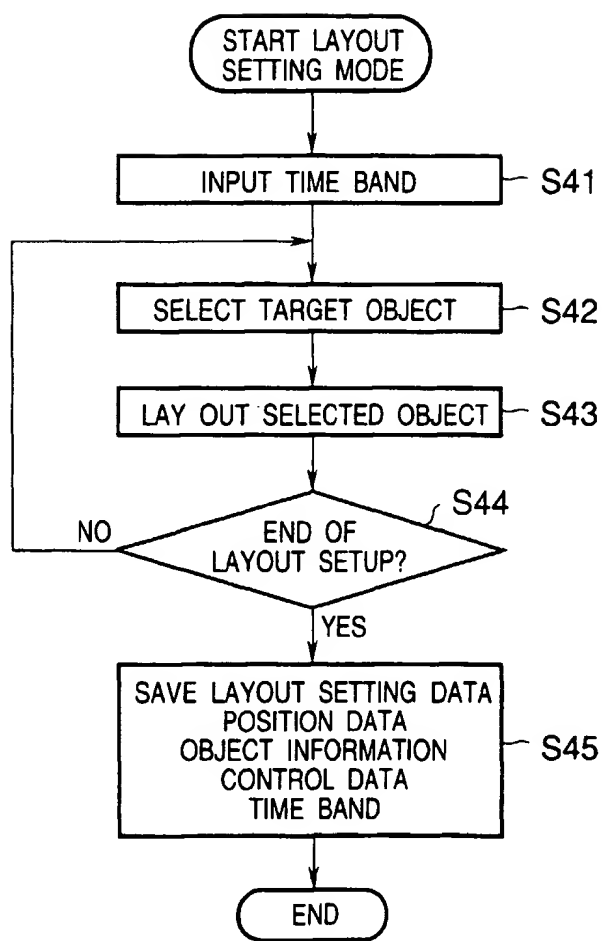 START LAYOUT
SETTING MODE
INPUT TIME BAND
S41
SELECT TARGET OBJECT
S42
LAY OUT SELECTED OBJECT
S43
S44
NO
END OF
LAYOUT SETUP?
YES
SAVE LAYOUT SETTING DATA
POSITION DATA
OBJECT INFORMATION
CONTROL DATA
TIME BAND
S45
END